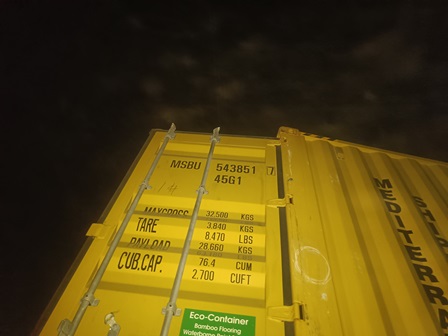 MSBU 543851 7
45G1
MAXGROSS 32.500 KGS
TARE 3.840 KGS
8.470 LBS
PAYLOAD 28.660 KGS
CUB.CAP. 76.4 CUM
2.700 CUFT
Eco-Container
Bamboo Flooring
MEDITERR